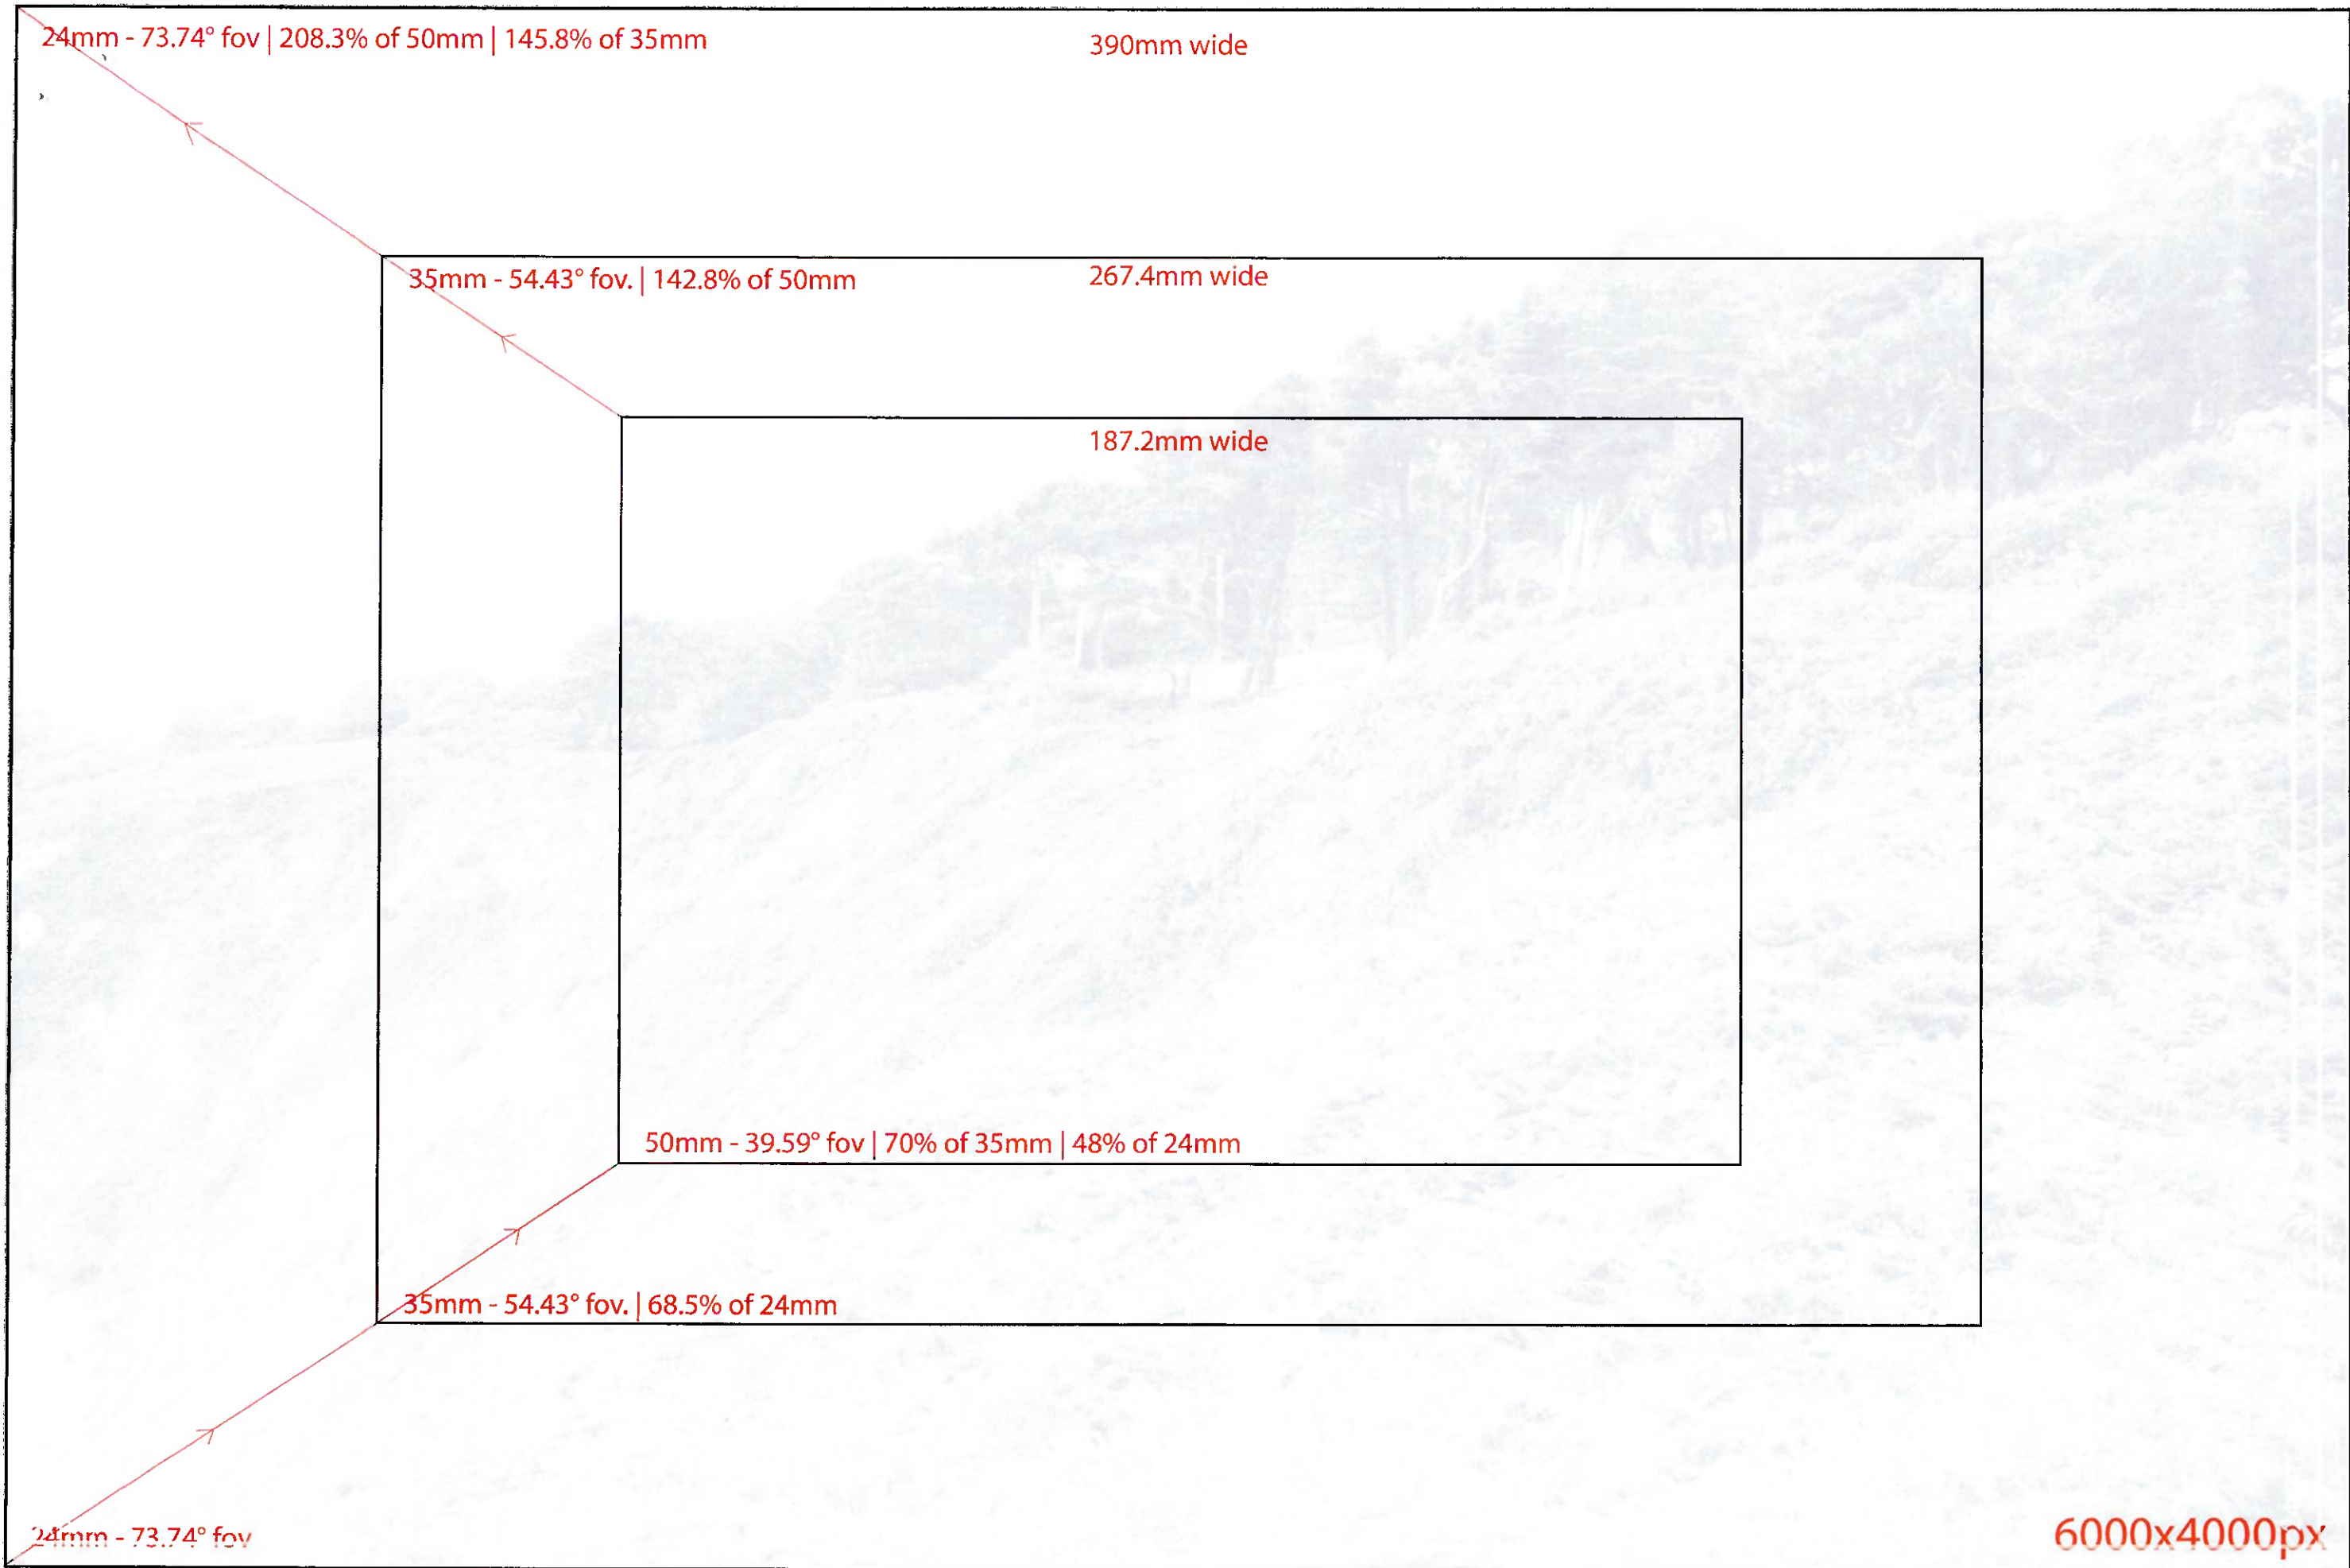 24mm - 73.74° fov | 208.3% of 50mm | 145.8% of 35mm
390mm wide
35mm - 54.43° fov. | 142.8% of 50mm
267.4mm wide
187.2mm wide
50mm - 39.59° fov | 70% of 35mm | 48% of 24mm
35mm - 54.43° fov. | 68.5% of 24mm
24mm - 73.74° fov
6000x4000px